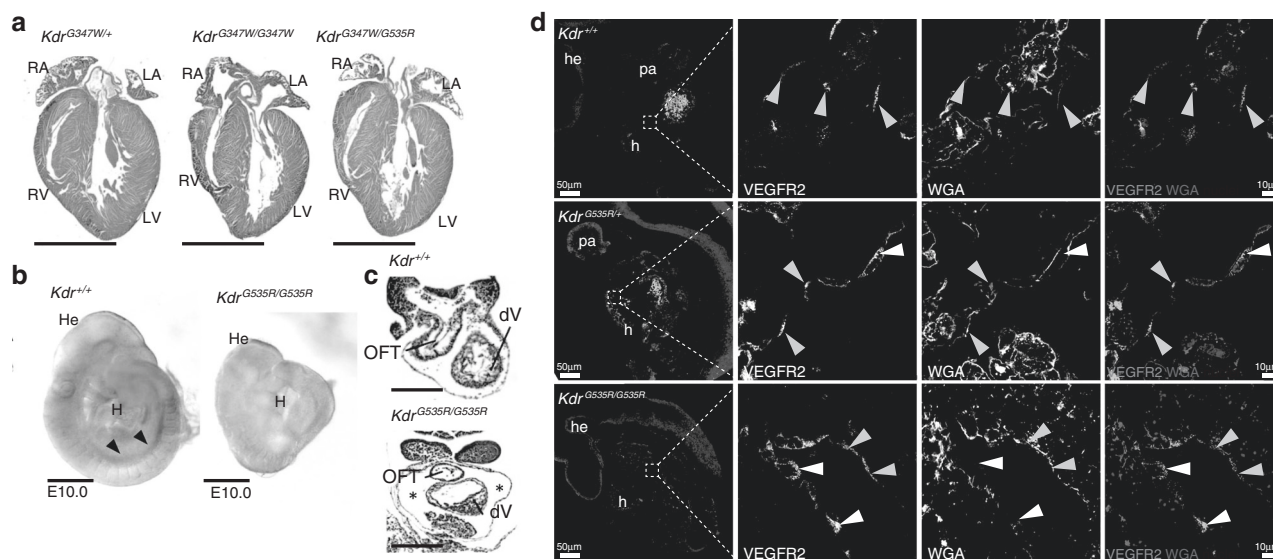 a
Kdr^G347W/+
Kdr^G347W/G347W
Kdr^G347W/G535R
RA
LA
RA
LA
RA
LA
RV
LV
RV
LV
RV
LV
b
Kdr^+/+
Kdr^G535R/G535R
He
He
H
H
E10.0
E10.0
c
Kdr^+/+
dV
OFT
Kdr^G535R/G535R
OFT
*
*
dV
d
Kdr^+/+
he
pa
h
50μm
VEGFR2
WGA
VEGFR2 WGA
10μm
Kdr^G535R/+
pa
h
50μm
VEGFR2
WGA
VEGFR2 WGA
10μm
Kdr^G535R/G535R
he
h
50μm
VEGFR2
WGA
VEGFR2 WGA
10μm